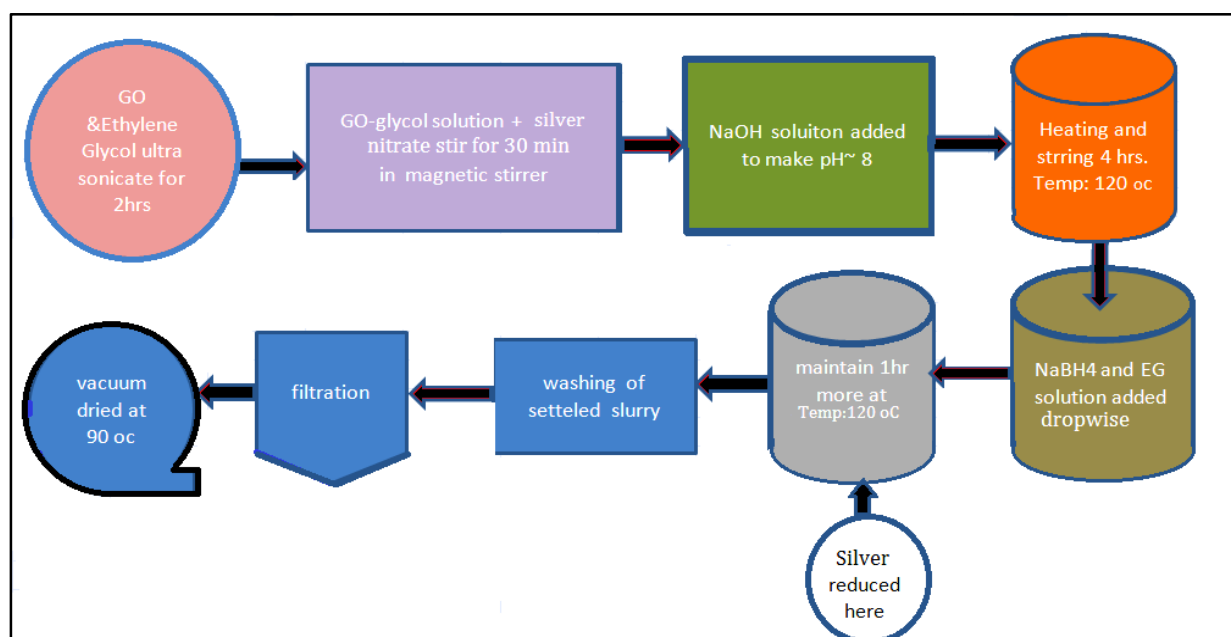 GO
&Ethylene
Glycol ultra
sonicate for
2hrs
GO-glycol solution + silver
nitrate stir for 30 min
in magnetic stirrer
NaOH soluiton added
to make pH~ 8
Heating and
strring 4 hrs.
Temp: 120 oc
NaBH4 and EG
solution added
dropwise
maintain 1hr
more at
Temp:120 oC
Silver
reduced
here
washing of
setteled slurry
filtration
vacuum
dried at
90 oc